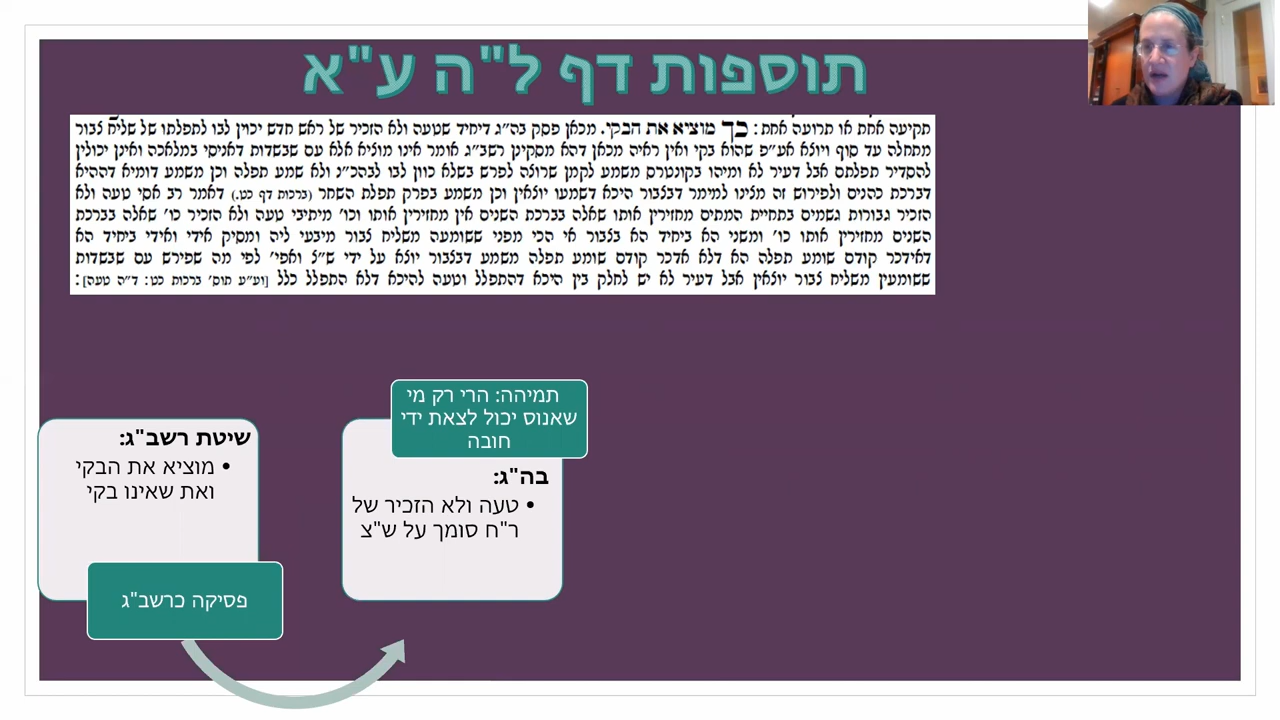 תוספות דף ל"ה ע"א
תקיעה אחת או תרועה אחת: כך מוציא את הבקי. מכאן פסק בה"ג דיחיד שטעה ולא הזכיר של ראש חדש יכוין לבו לתפלתו של שליח צבור
מתחלה עד סוף ויוצא אע"פ שהוא בקי ואין ראיה מכאן דהא מסקינן רשב"ג אומר אינו מוציא אלא עם שבשדות דאניסי במלאכה ואינן יכולין
להסדיר תפלתם אבל דעיר לא ומיהו בקונטרס משמע לקמן שרוצה לפרש בשלא כוון לבו לבהכ"נ ולא שמע תפלה וכן משמע דומיא דההיא
דברכת כהנים ולפירוש זה מצינו למימר דבצבור היכא דשמעו יוצאין וכן משמע בפרק תפלת השחר (ברכות דף כט.) דאמר רב אסי טעה ולא
הזכיר גבורות גשמים בתחיית המתים מחזירין אותו שאלה בברכת השנים אין מחזירין אותו וכו' מיתיבי טעה ולא הזכיר כו' שאלה בברכת
השנים מחזירין אותו כו' ומשני הא ביחיד הא בצבור אי הכי מפני ששומעה משליח צבור מיבעי ליה ומסיק אידי ואידי ביחיד הא
דאידכר קודם שומע תפלה הא דלא אדכר קודם שומע תפלה משמע דבצבור יוצא על ידי ש"צ ואפי' לפי מה שפירש עם שבשדות
ששומעין משליח צבור יוצאין אבל דעיר לא יש לחלק בין היכא דהתפלל וטעה להיכא דלא התפלל כלל [וע"ע תוס' ברכות כט: ד"ה טעה]:
תמיהה: הרי רק מי
שאנוס יכול לצאת ידי
חובה
בה"ג:
• טעה ולא הזכיר של
ר"ח סומך על ש"צ
שיטת רשב"ג:
• מוציא את הבקי
ואת שאינו בקי
פסיקה כרשב"ג